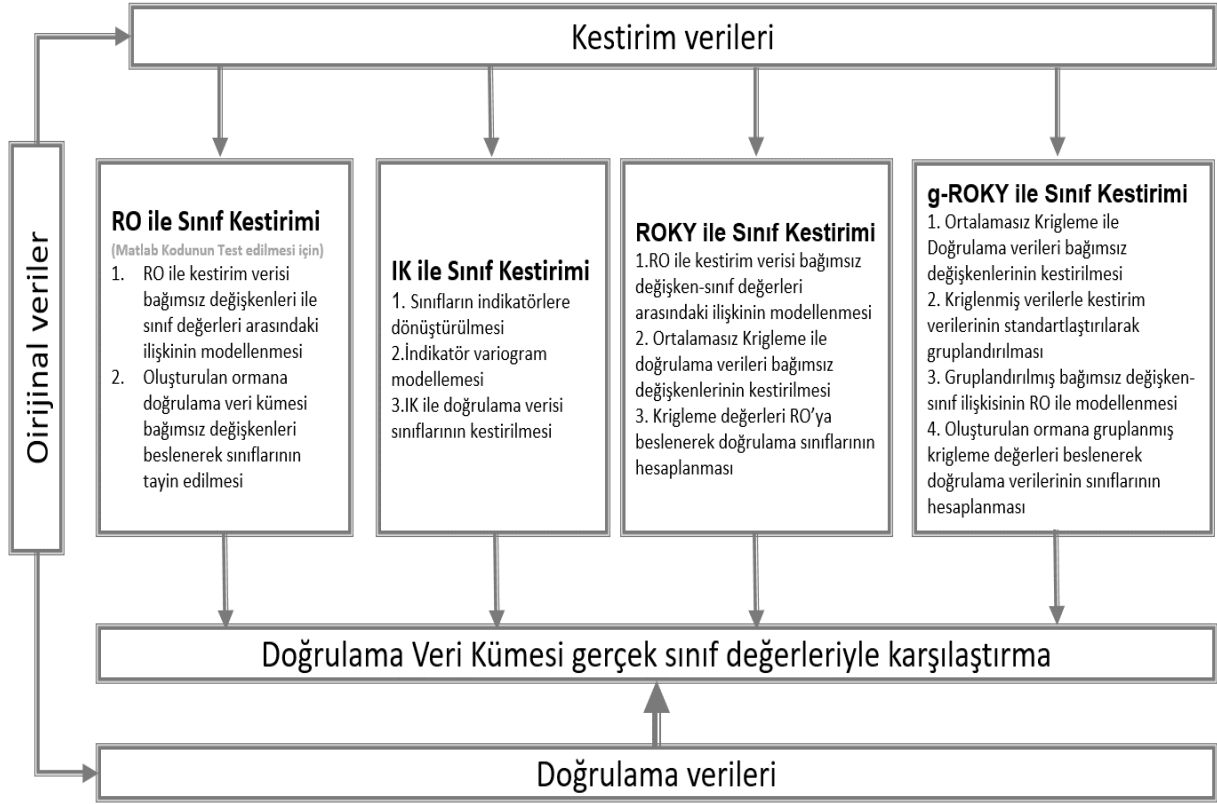 Kestirim verileri
Oirijinal veriler
RO ile Sınıf Kestirimi
(Matlab Kodunun Test edilmesi için)
1. RO ile kestirim verisi
bağımsız değişkenleri ile
sınıf değerleri arasındaki
ilişkinin modellenmesi
2. Oluşturulan ormana
doğrulama veri kümesi
bağımsız değişkenleri
beslenerek sınıflarının
tayin edilmesi
IK ile Sınıf Kestirimi
1. Sınıfların indikatörlere
dönüştürülmesi
2.İndikatör variogram
modellemesi
3.IK ile doğrulama verisi
sınıflarının kestirilmesi
ROKY ile Sınıf Kestirimi
1.RO ile kestirim verisi bağımsız
değişken-sınıf değerleri
arasındaki ilişkinin modellenmesi
2. Ortalamasız Krigleme ile
doğrulama verileri bağımsız
değişkenlerinin kestirilmesi
3. Krigleme değerleri RO’ya
beslenerek doğrulama sınıflarının
hesaplanması
g-ROKY ile Sınıf Kestirimi
1. Ortalamasız Krigleme ile
Doğrulama verileri bağımsız
değişkenlerinin kestirilmesi
2. Kriglenmiş verilerle kestirim
verilerinin standartlaştırılarak
gruplandırılması
3. Gruplandırılmış bağımsız değişken-
sınıf ilişkisinin RO ile modellenmesi
4. Oluşturulan ormana gruplanmış
krigleme değerleri beslenerek
doğrulama verilerinin sınıflarının
hesaplanması
Doğrulama Veri Kümesi gerçek sınıf değerleriyle karşılaştırma
Doğrulama verileri